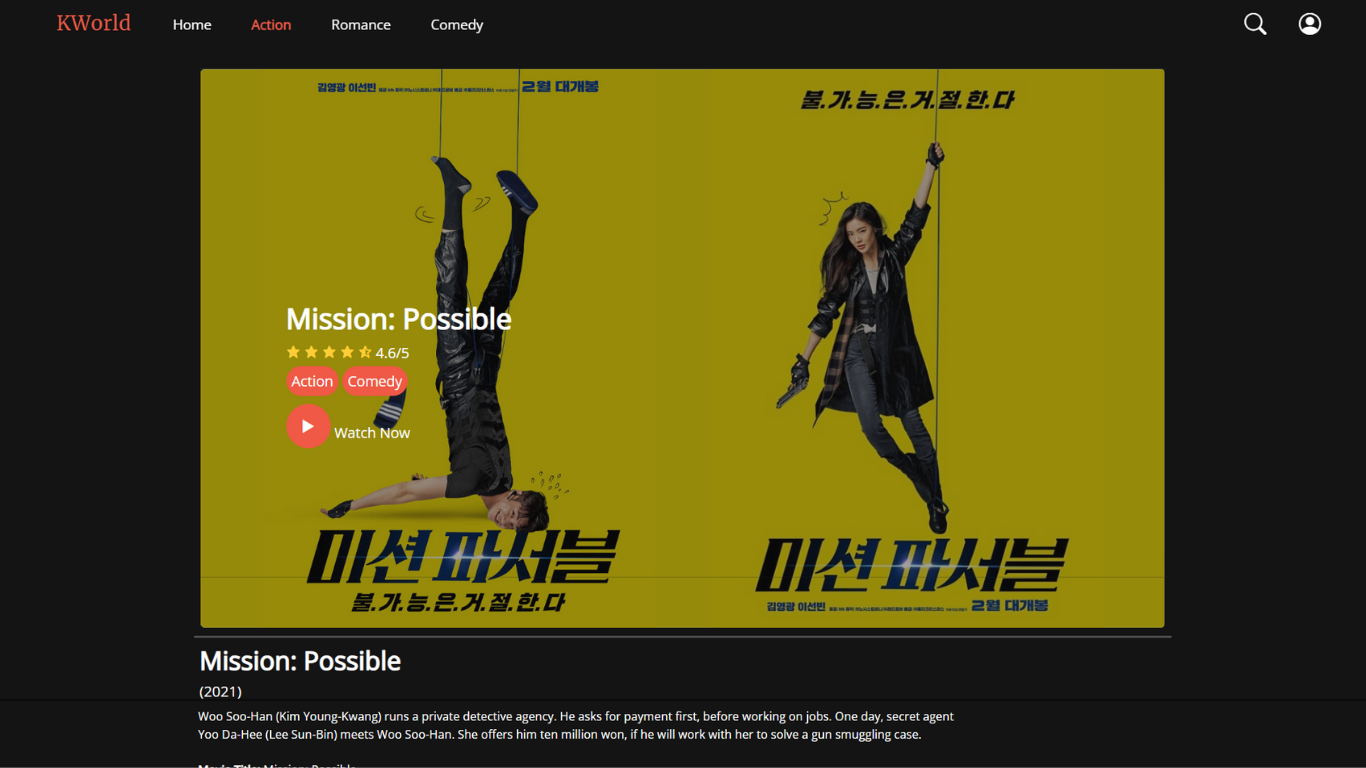 KWorld
Home Action Romance Comedy
김영광 이선빈 2월 대개봉
불.가.능.은.거.절.한.다
Mission: Possible
4.6/5
Action Comedy
Watch Now
미션 파서블
불.가.능.은.거.절.한.다
미션 파서블
김영광 이선빈 2월 대개봉
Mission: Possible
(2021)
Woo Soo-Han (Kim Young-Kwang) runs a private detective agency. He asks for payment first, before working on jobs. One day, secret agent
Yoo Da-Hee (Lee Sun-Bin) meets Woo Soo-Han. She offers him ten million won, if he will work with her to solve a gun smuggling case.
Movie Title: Mission: Possible